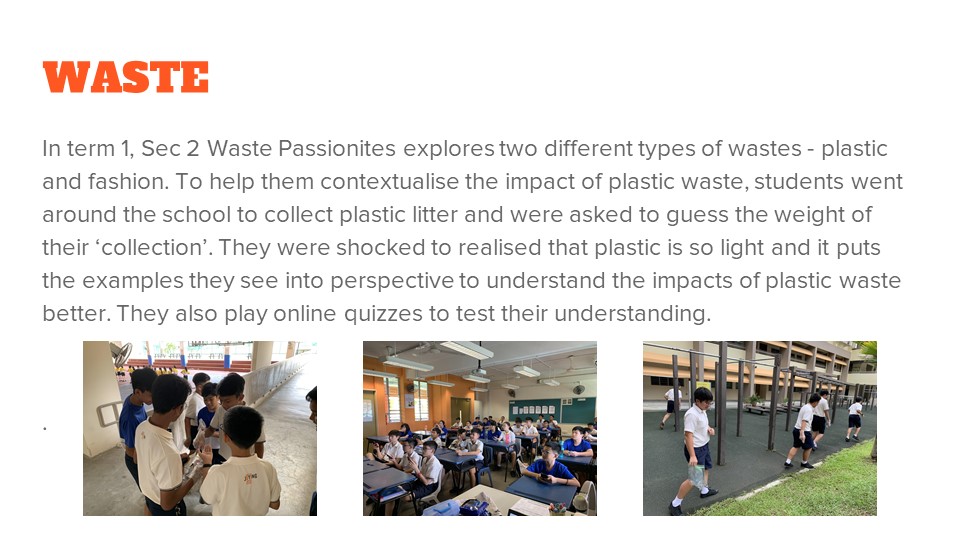 WASTE
In term 1, Sec 2 Waste Passionites explores two different types of wastes - plastic
and fashion. To help them contextualise the impact of plastic waste, students went
around the school to collect plastic litter and were asked to guess the weight of
their ‘collection’. They were shocked to realised that plastic is so light and it puts
the examples they see into perspective to understand the impacts of plastic waste
better. They also play online quizzes to test their understanding.
.